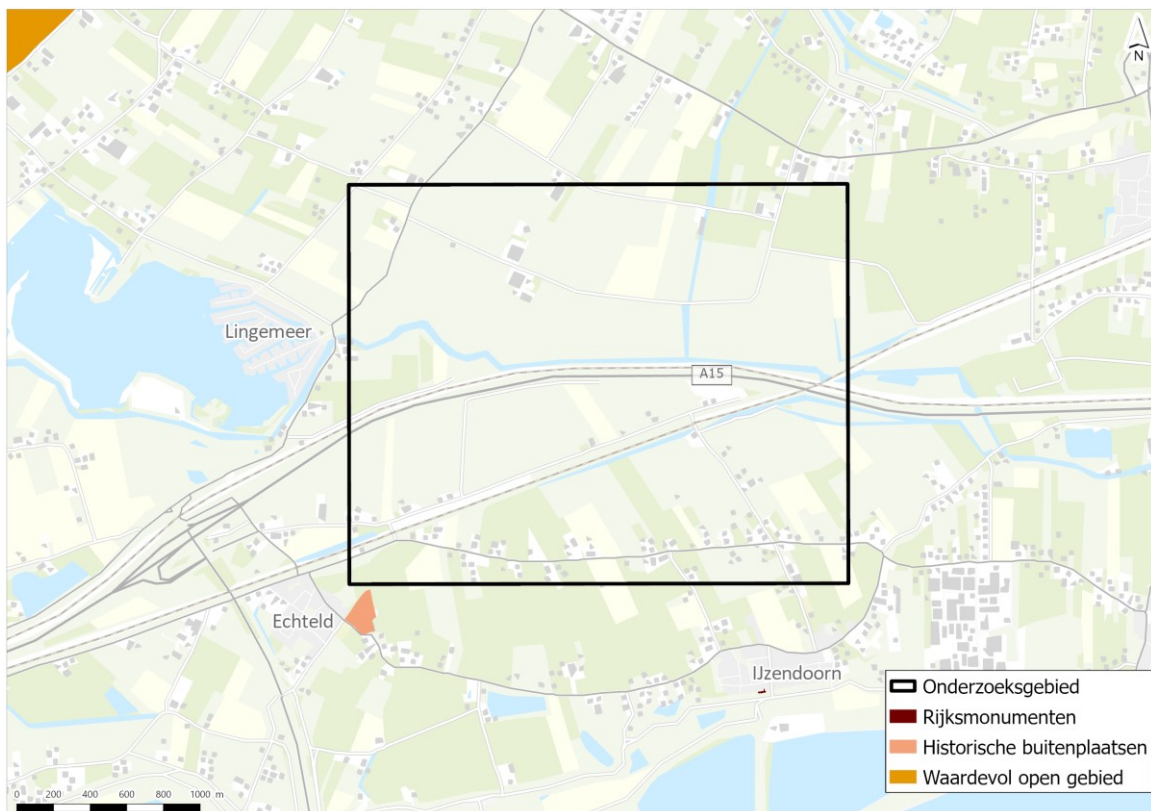 N
Lingemeer
A15
Echteld
IJzendoorn
Onderzoeksgebied
Rijksmonumenten
Historische buitenplaatsen
Waardevol open gebied
0 200 400 600 800 1000 m